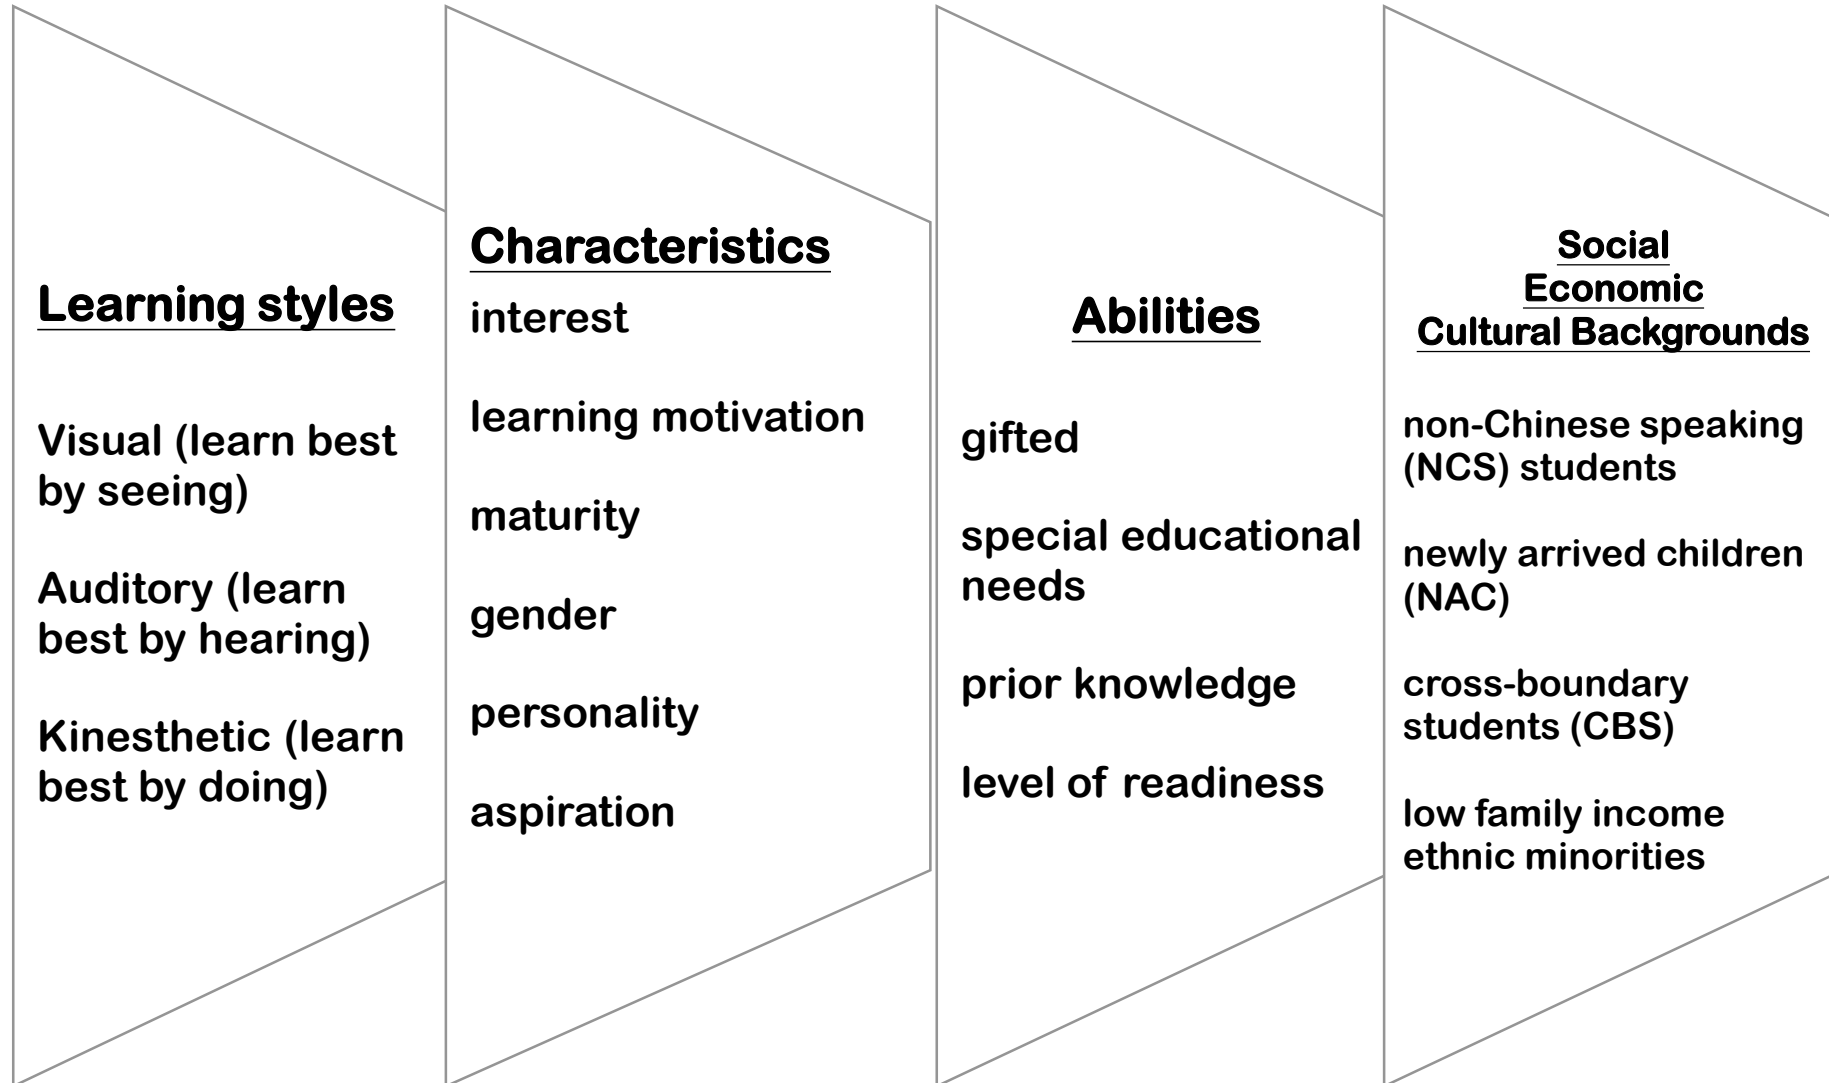 Learning styles
Visual (learn best
by seeing)
Auditory (learn
best by hearing)
Kinesthetic (learn
best by doing)
Characteristics
interest
learning motivation
maturity
gender
personality
aspiration
Abilities
gifted
special educational
needs
prior knowledge
level of readiness
Social
Economic
Cultural Backgrounds
non-Chinese speaking
(NCS) students
newly arrived children
(NAC)
cross-boundary
students (CBS)
low family income
ethnic minorities